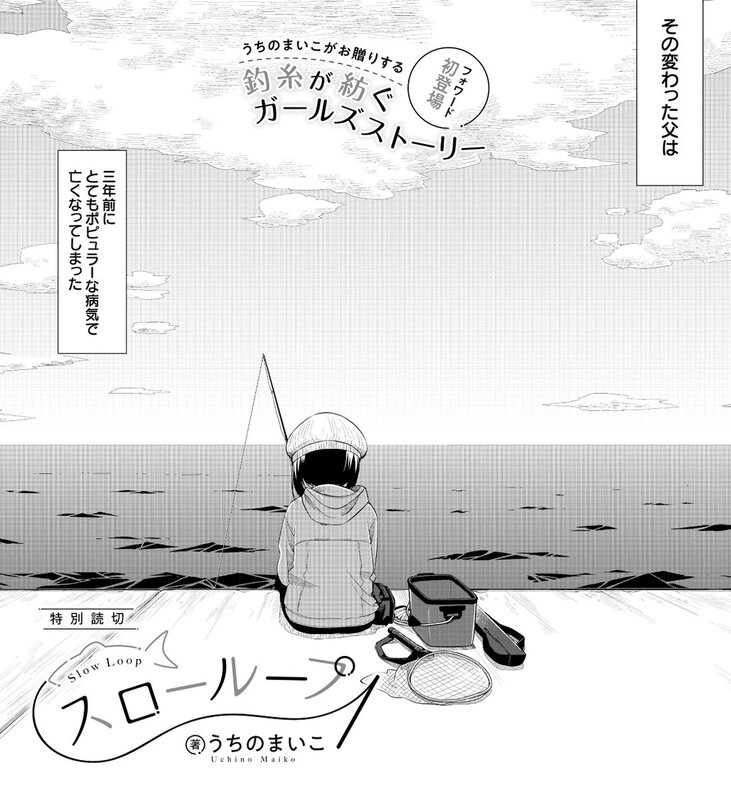 その変わった父は
うちのまいこがお贈りする
フォワード
初登場
釣糸が紡ぐ
ガールズストーリー
三年前に
とてもポピュラーな病気で
亡くなってしまった
特別読切
Slow Loop
スローループ
著 うちのまいこ
Uchino Maiko